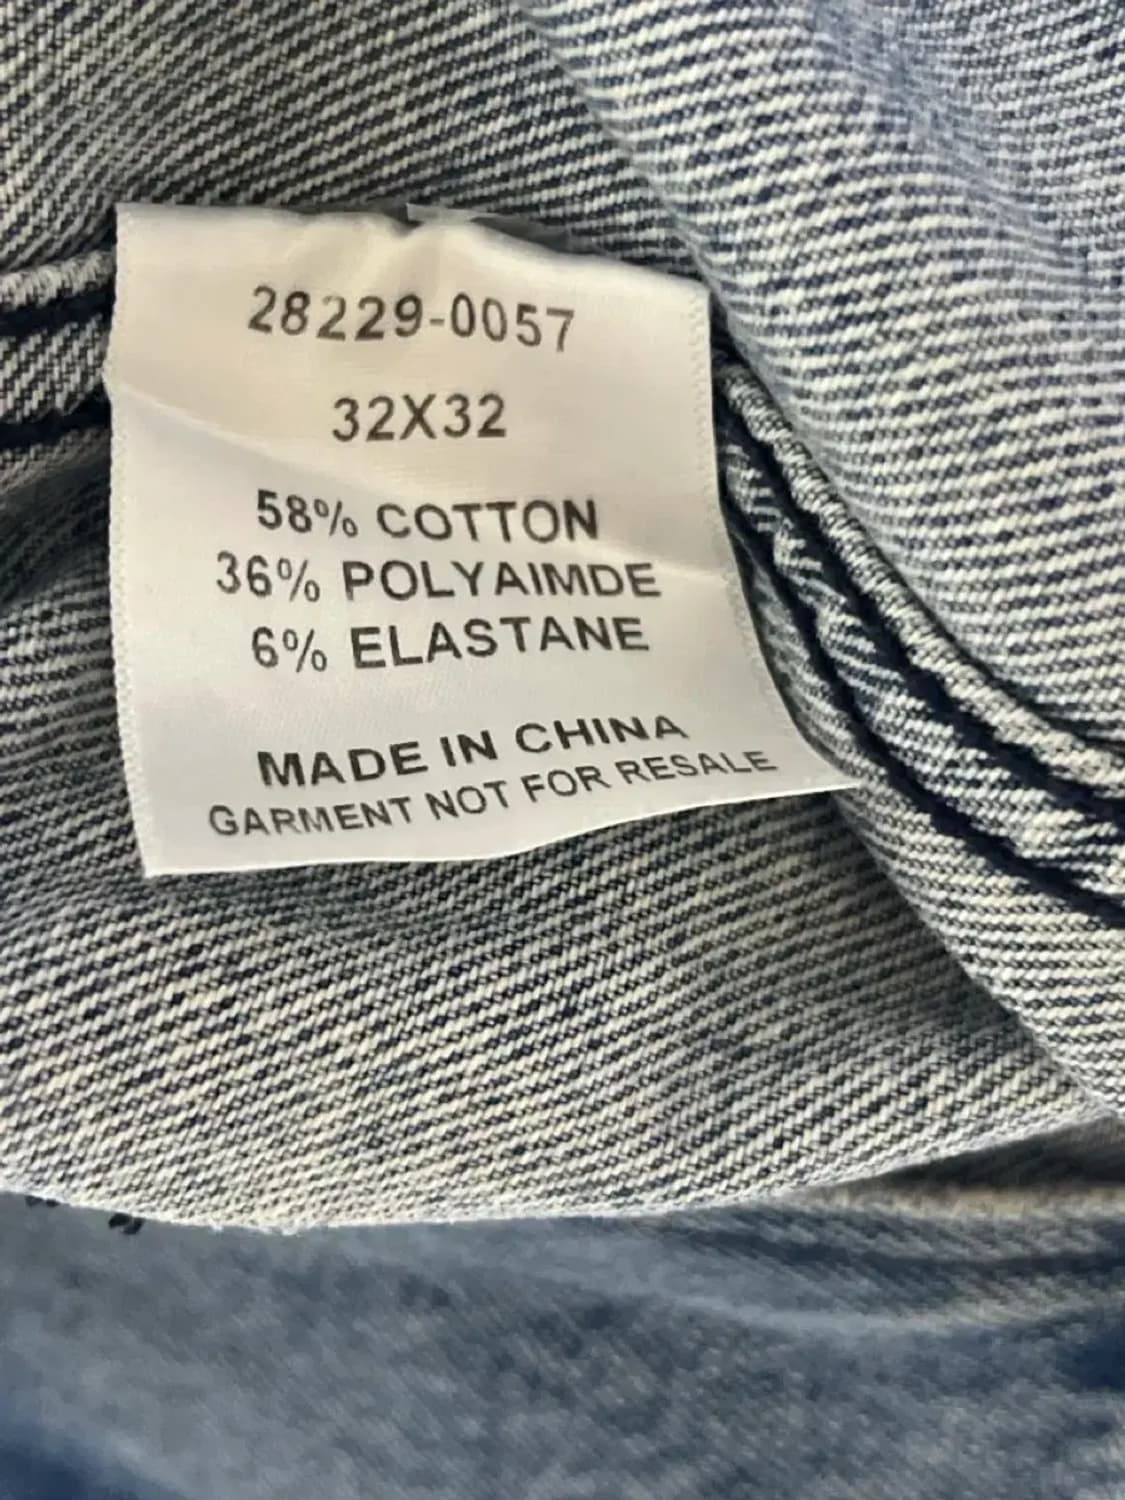 28229-0057
32X32
58% COTTON
36% POLYAIMDE
6% ELASTANE
MADE IN CHINA
GARMENT NOT FOR RESALE